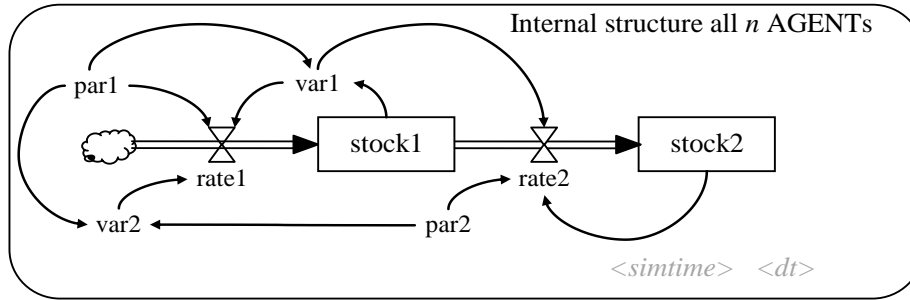 Internal structure all n AGENTs
par1
var1
stock1
stock2
rate1
rate2
var2
par2
<simtime> <dt>